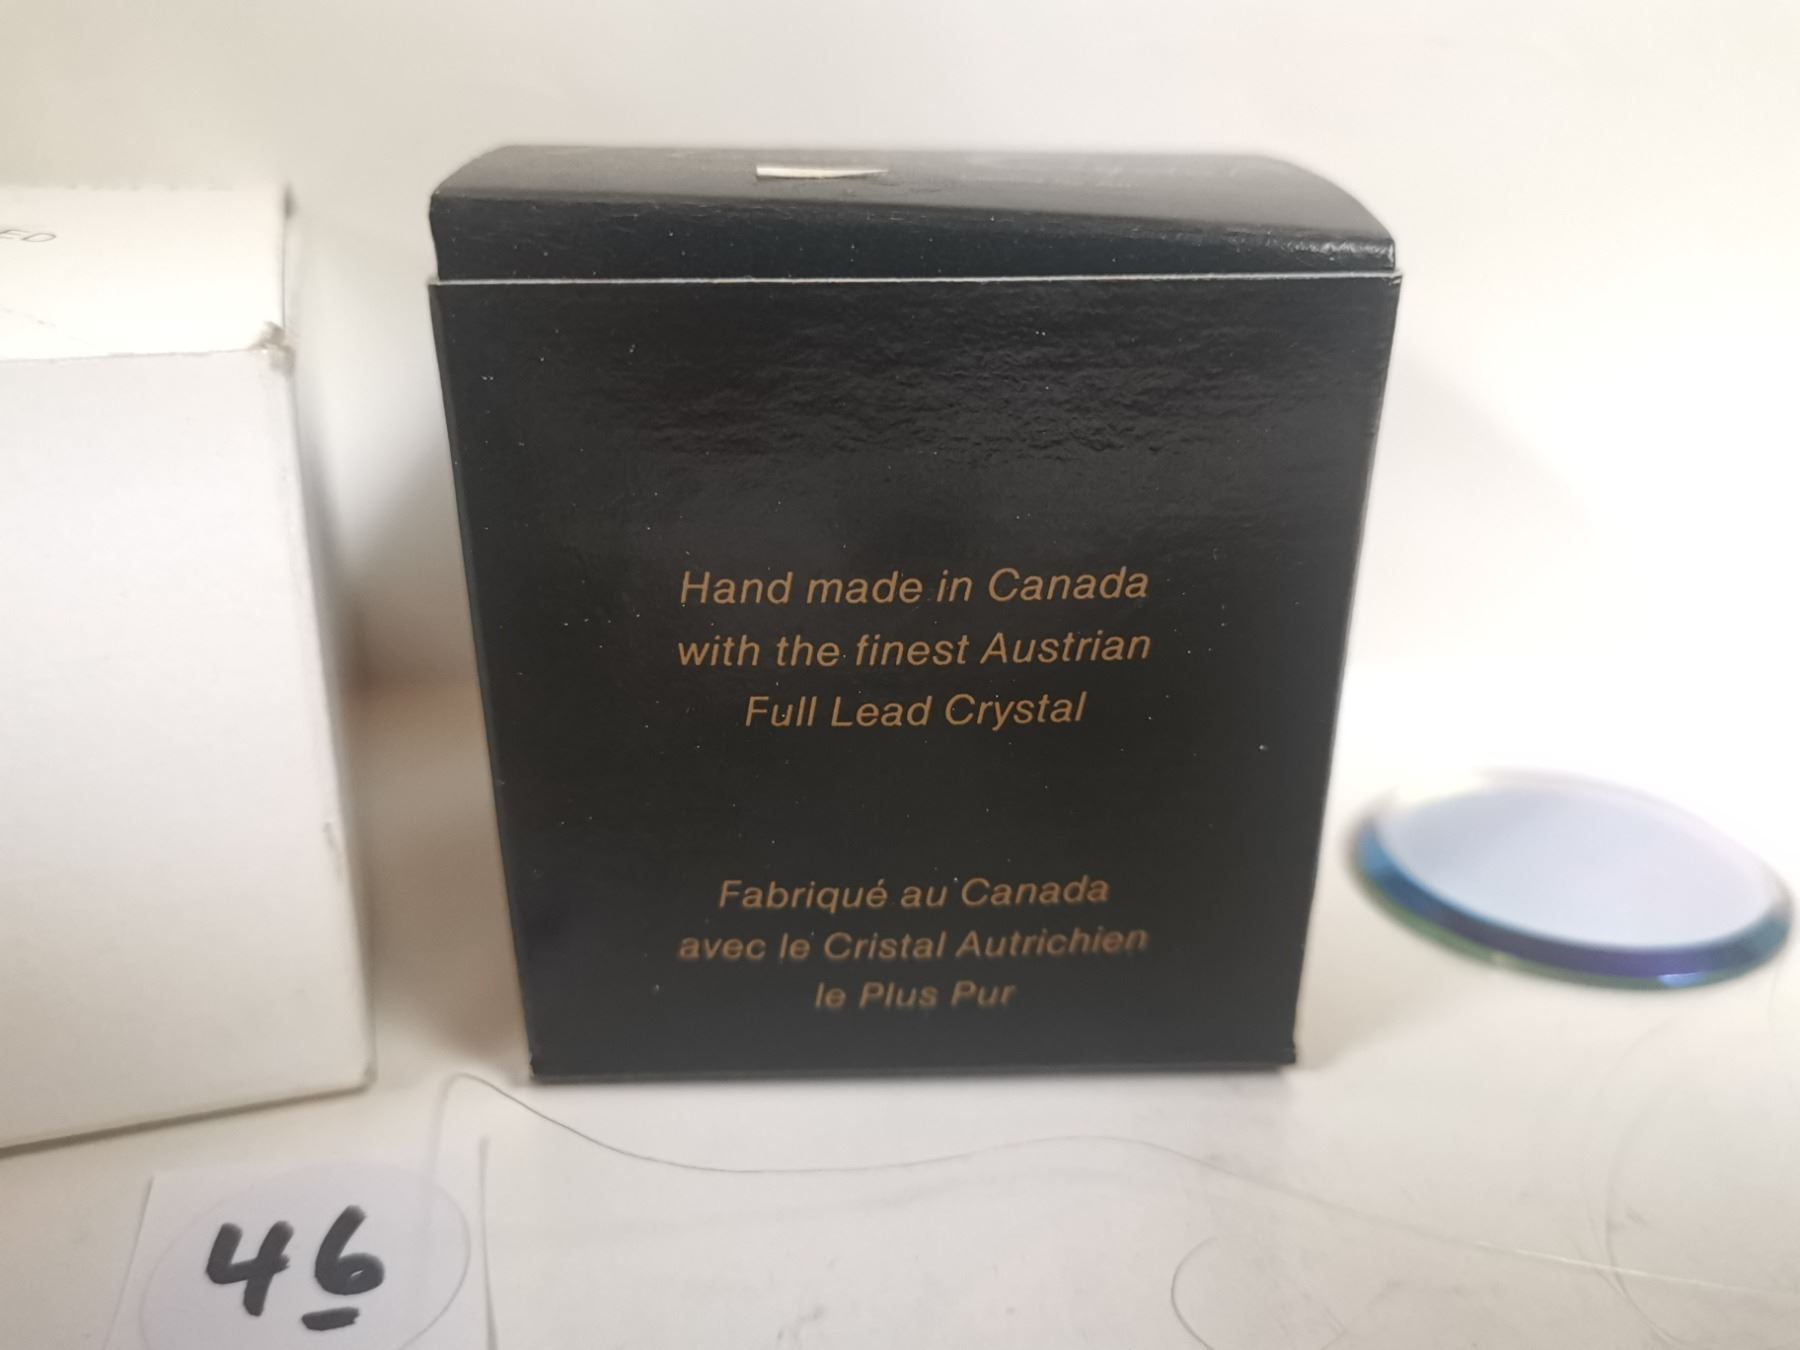 ED
Hand made in Canada
with the finest Austrian
Full Lead Crystal
Fabriqué au Canada
avec le Cristal Autrichien
le Plus Pur
46